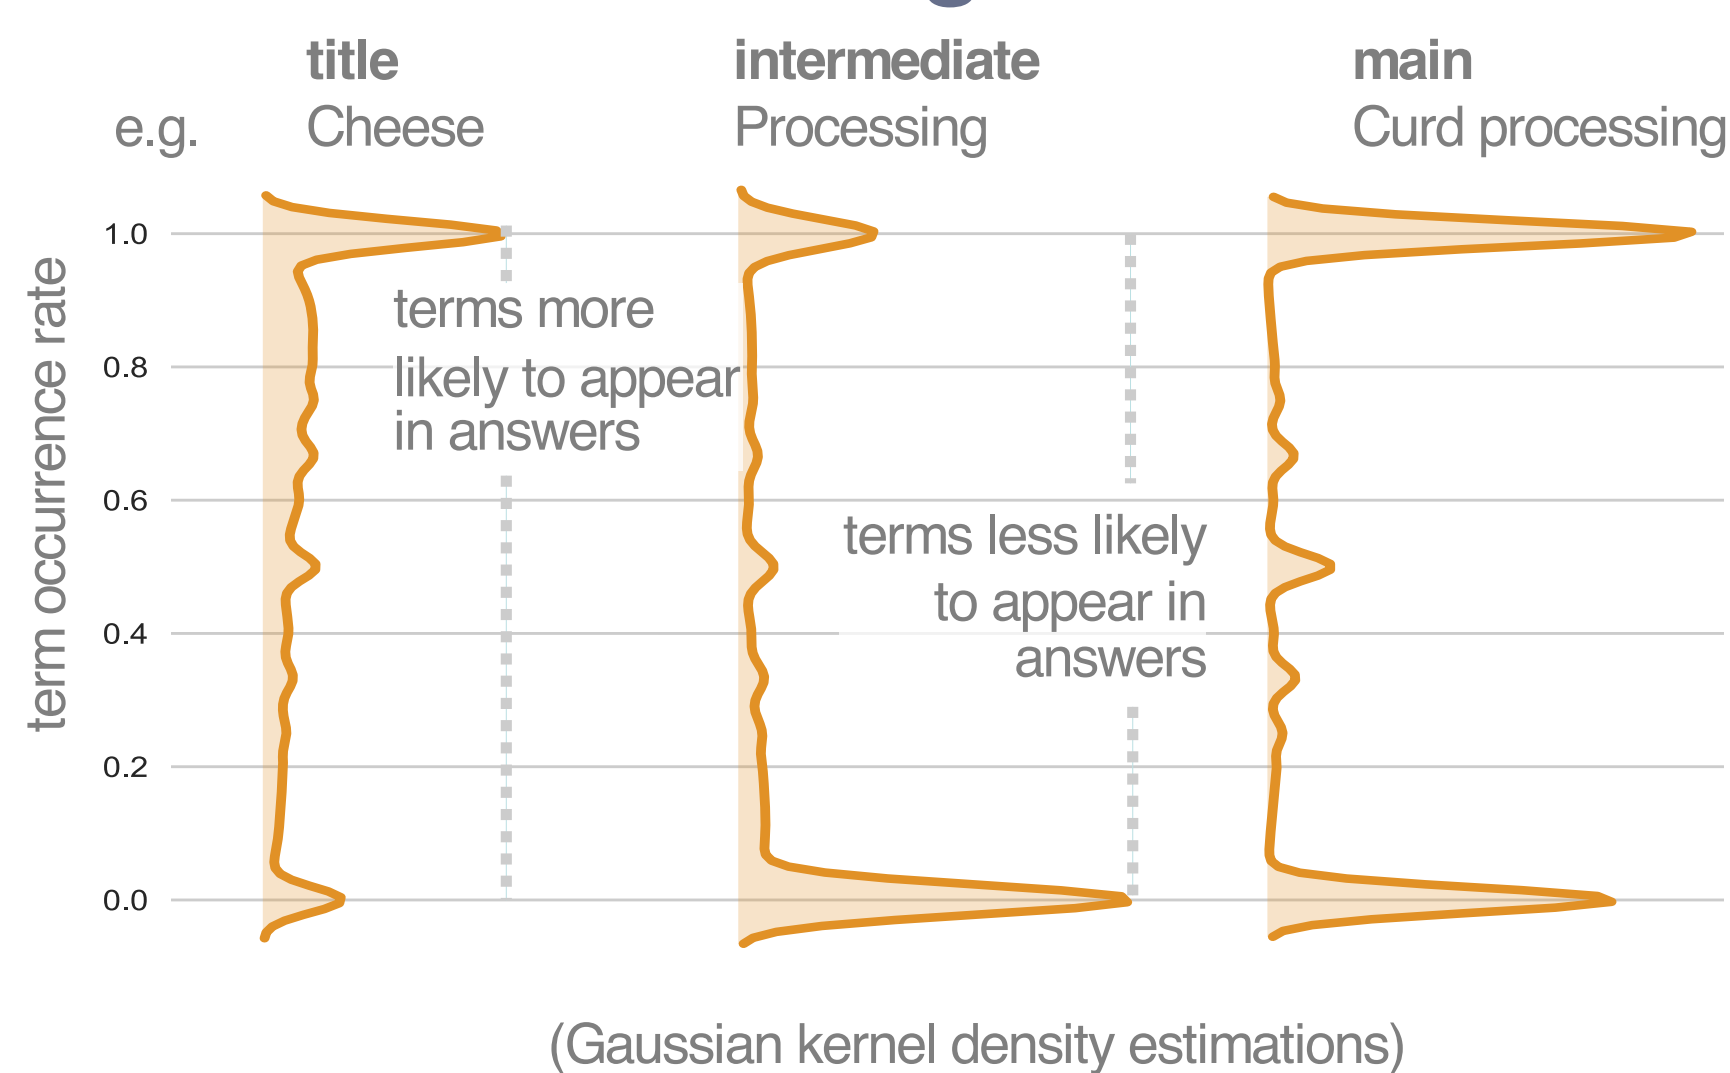 title intermediate main
e.g. Cheese Processing Curd processing
1.0
terms more
0.8
likely to appear
in answers
0.6
terms less likely
to appear in
0.4
answers
0.2
0.0
term occurrence rate
(Gaussian kernel density estimations)